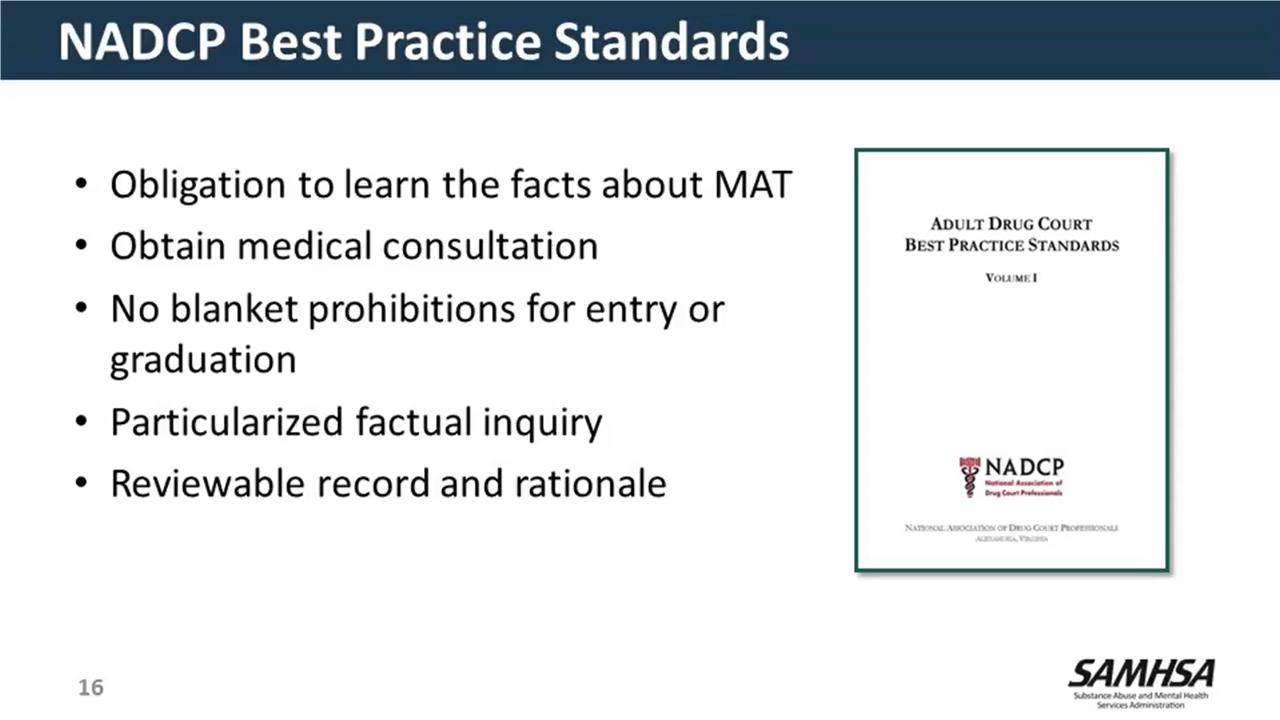 NADCP Best Practice Standards
• Obligation to learn the facts about MAT
• Obtain medical consultation
• No blanket prohibitions for entry or
graduation
• Particularized factual inquiry
• Reviewable record and rationale
ADULT DRUG COURT
BEST PRACTICE STANDARDS
VOLUME I
NADCP
National Association of
Drug Court Professionals
NATIONAL ASSOCIATION OF DRUG COURT PROFESSIONALS
ALEXANDRIA, VIRGINIA
16
SAMHSA
Substance Abuse and Mental Health
Services Administration